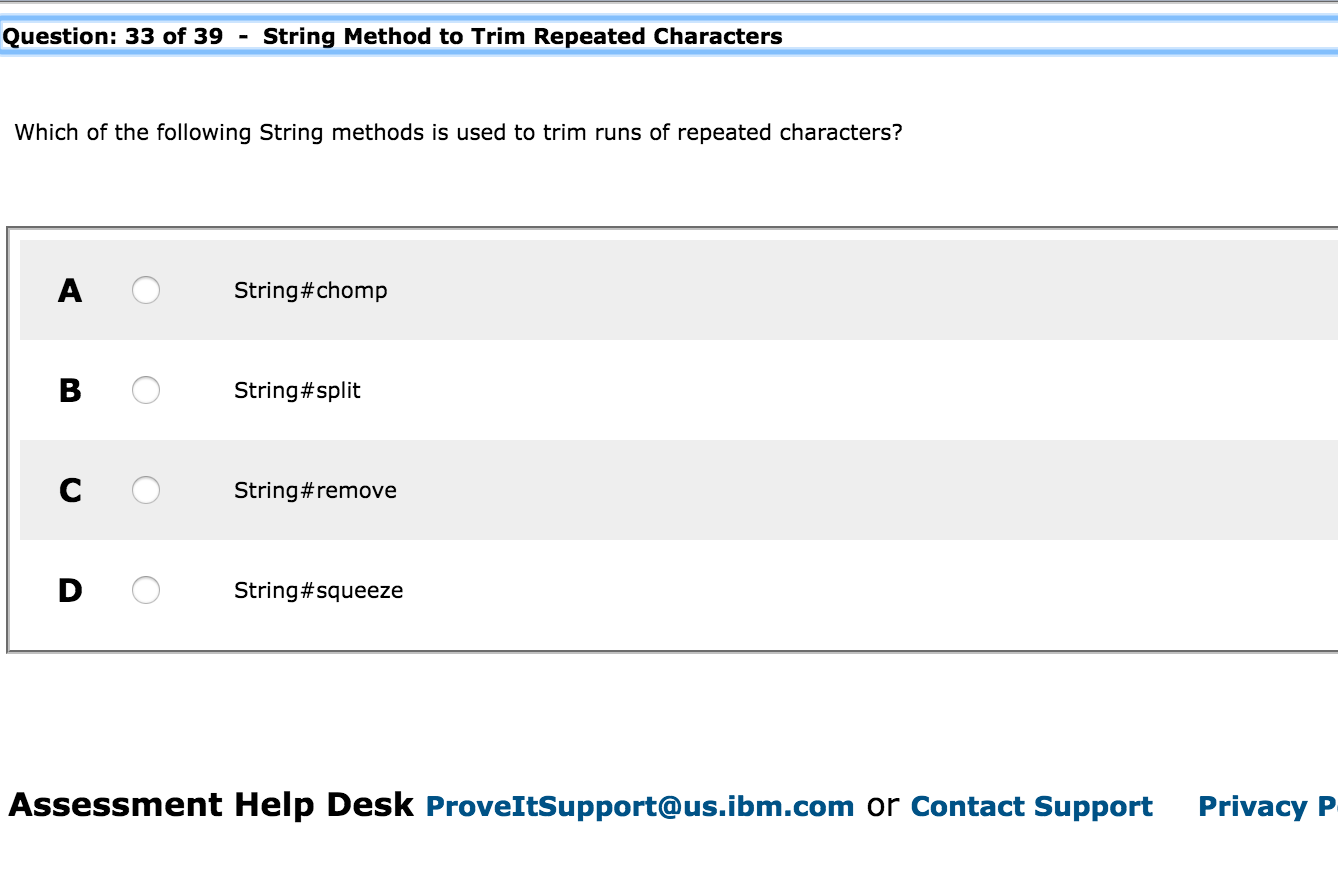 Question: 33 of 39 - String Method to Trim Repeated Characters
Which of the following String methods is used to trim runs of repeated characters?
A String#chomp
B String#split
C String#remove
D String#squeeze
Assessment Help Desk ProveItSupport@us.ibm.com or Contact Support Privacy